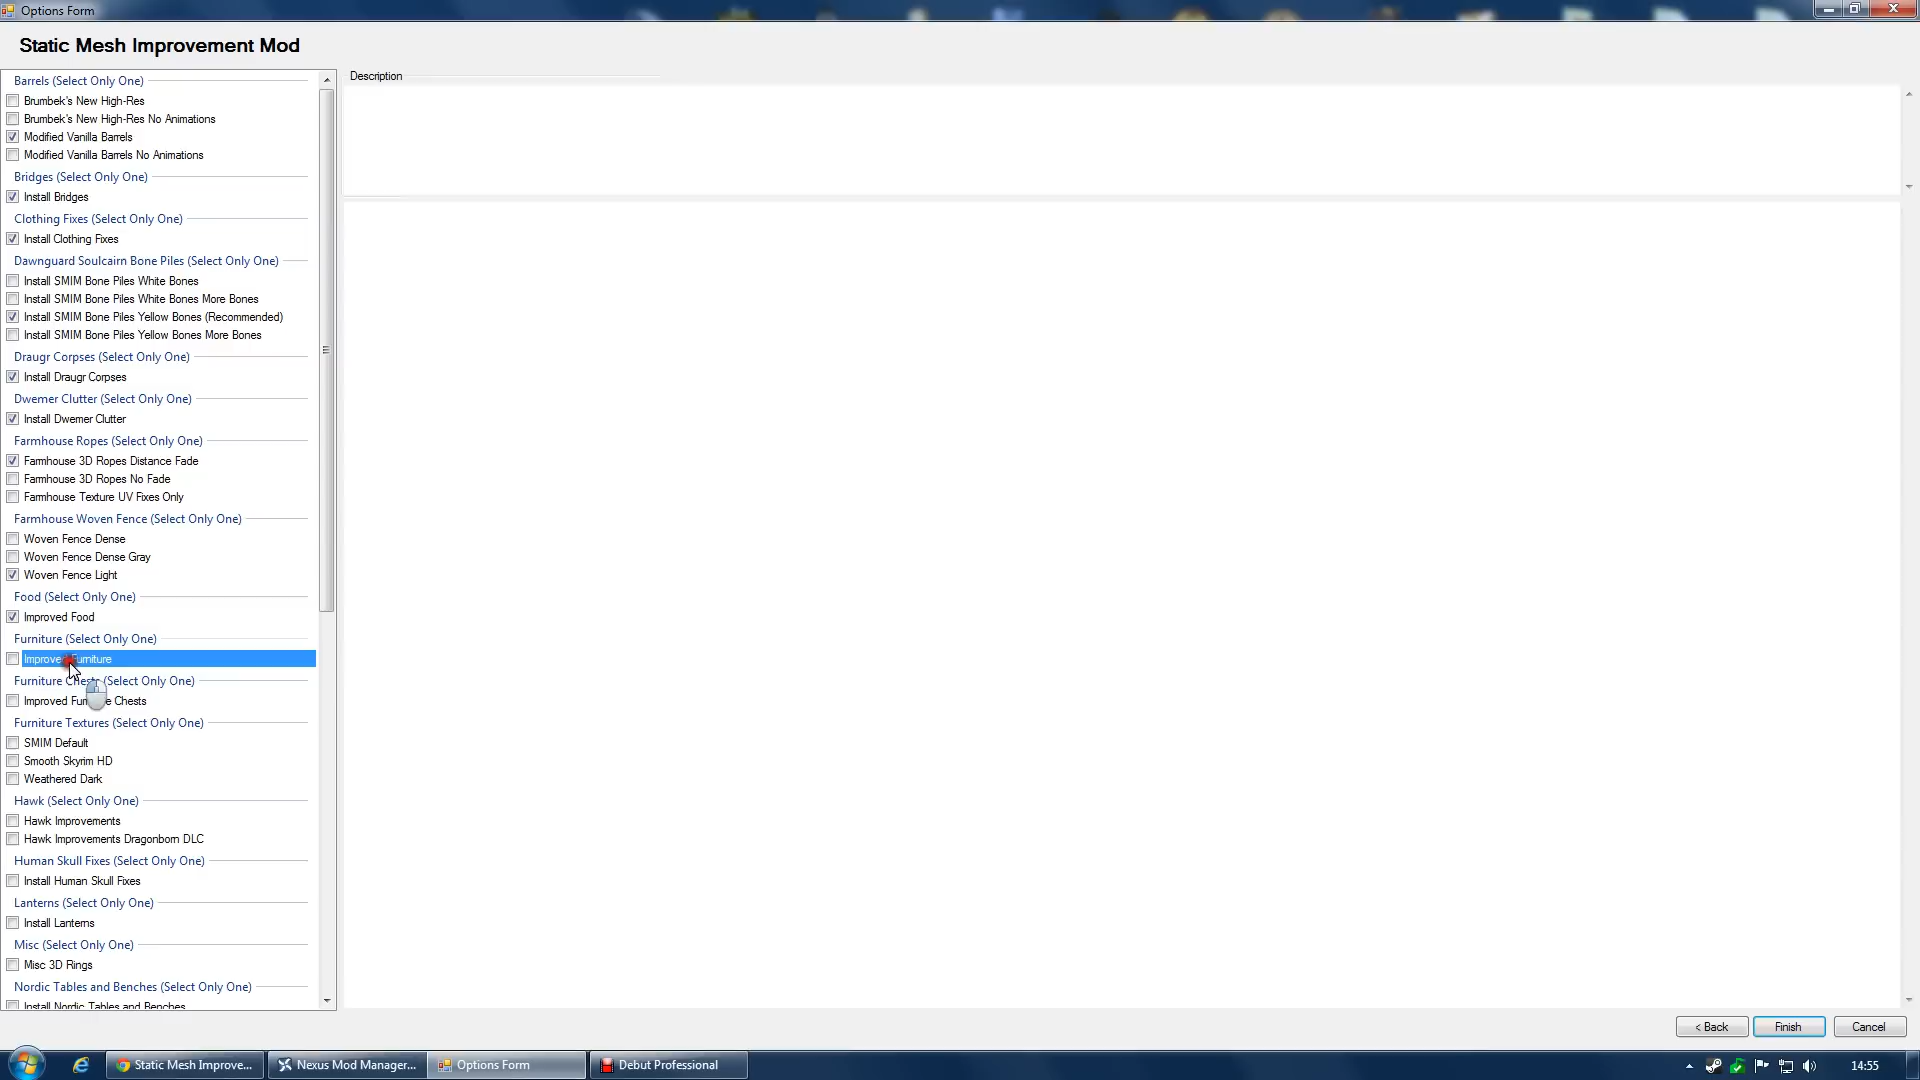 Options Form
Static Mesh Improvement Mod
Barrels (Select Only One)
Brumbek's New High-Res
Brumbek's New High-Res No Animations
Modified Vanilla Barrels
Modified Vanilla Barrels No Animations
Bridges (Select Only One)
Install Bridges
Clothing Fixes (Select Only One)
Install Clothing Fixes
Dawnguard Soulcairn Bone Piles (Select Only One)
Install SMIM Bone Piles White Bones
Install SMIM Bone Piles White Bones More Bones
Install SMIM Bone Piles Yellow Bones (Recommended)
Install SMIM Bone Piles Yellow Bones More Bones
Draugr Corpses (Select Only One)
Install Draugr Corpses
Dwemer Clutter (Select Only One)
Install Dwemer Clutter
Farmhouse Ropes (Select Only One)
Farmhouse 3D Ropes Distance Fade
Farmhouse 3D Ropes No Fade
Farmhouse Texture UV Fixes Only
Farmhouse Woven Fence (Select Only One)
Woven Fence Dense
Woven Fence Dense Gray
Woven Fence Light
Food (Select Only One)
Improved Food
Furniture (Select Only One)
Improved Furniture
Furniture Chests (Select Only One)
Improved Furniture Chests
Furniture Textures (Select Only One)
SMIM Default
Smooth Skyrim HD
Weathered Dark
Hawk (Select Only One)
Hawk Improvements
Hawk Improvements Dragonborn DLC
Human Skull Fixes (Select Only One)
Install Human Skull Fixes
Lanterns (Select Only One)
Install Lanterns
Misc (Select Only One)
Misc 3D Rings
Nordic Tables and Benches (Select Only One)
Install Nordic Tables and Benches
Description
< Back
Finish
Cancel
Static Mesh Improve...
Nexus Mod Manager...
Options Form
Debut Professional
14:55